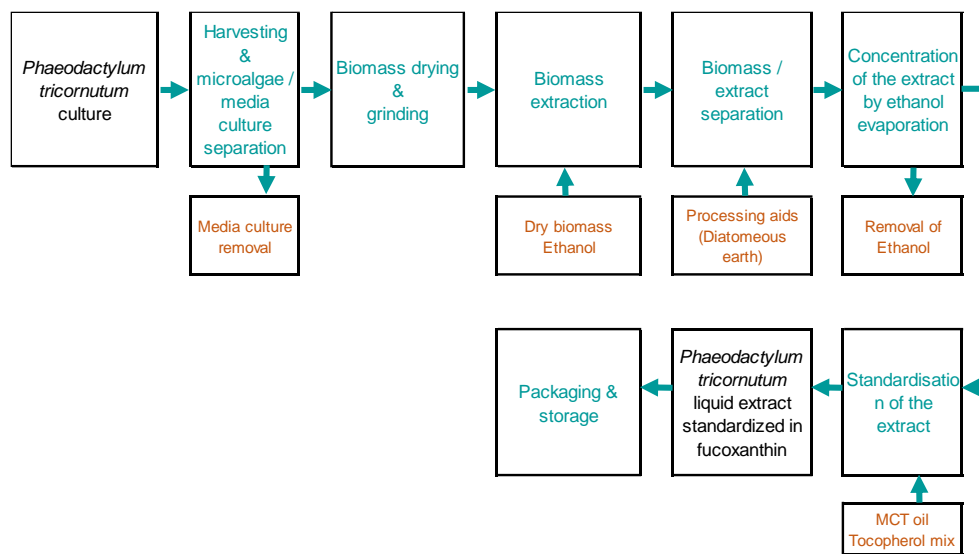 Phaeodactylum
tricornutum
culture
Harvesting
&
microalgae /
media
culture
separation
Biomass drying
&
grinding
Biomass
extraction
Biomass /
extract
separation
Concentration
of the extract
by ethanol
evaporation
Media culture
removal
Dry biomass
Ethanol
Processing aids
(Diatomeous
earth)
Removal of
Ethanol
Packaging &
storage
Phaeodactylum
tricornutum
liquid extract
standardized in
fucoxanthin
Standardisatio
n of the
extract
MCT oil
Tocopherol mix